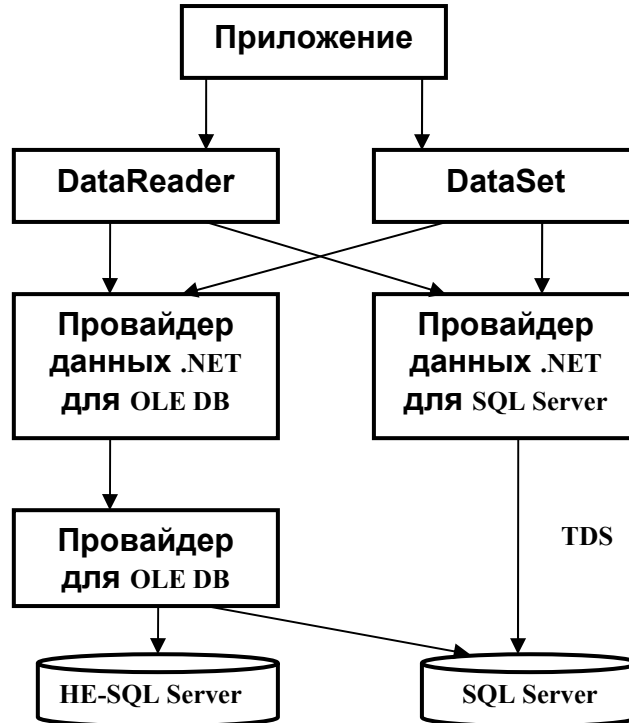 Приложение
DataReader
DataSet
Провайдер
данных .NET
для OLE DB
Провайдер
данных .NET
для SQL Server
Провайдер
для OLE DB
TDS
НЕ-SQL Server
SQL Server